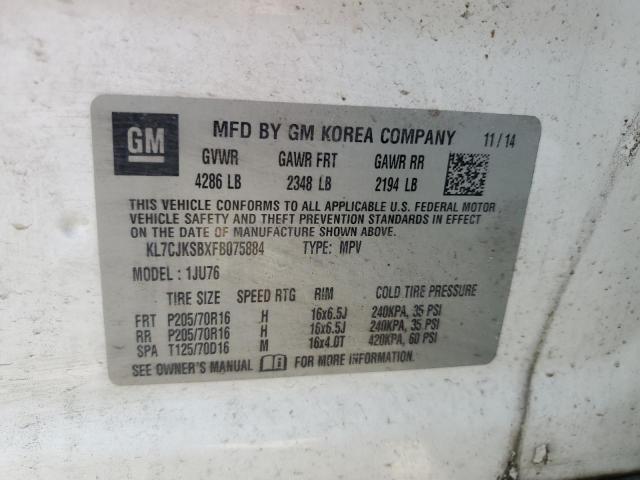 GM
MFD BY GM KOREA COMPANY 11/14
GVWR GAWR FRT GAWR RR
4286 LB 2348 LB 2194 LB
THIS VEHICLE CONFORMS TO ALL APPLICABLE U.S. FEDERAL MOTOR
VEHICLE SAFETY AND THEFT PREVENTION STANDARDS IN EFFECT
ON THE DATE OF MANUFACTURE SHOWN ABOVE.
KL7CJKSBXFB075884 TYPE: MPV
MODEL : 1JU76
TIRE SIZE SPEED RTG RIM COLD TIRE PRESSURE
FRT P205/70R16 H 16x6.5J 240KPA, 35 PSI
RR P205/70R16 H 16x6.5J 240KPA, 35 PSI
SPA T125/70D16 M 16x4.0T 420KPA, 60 PSI
SEE OWNER'S MANUAL FOR MORE INFORMATION.